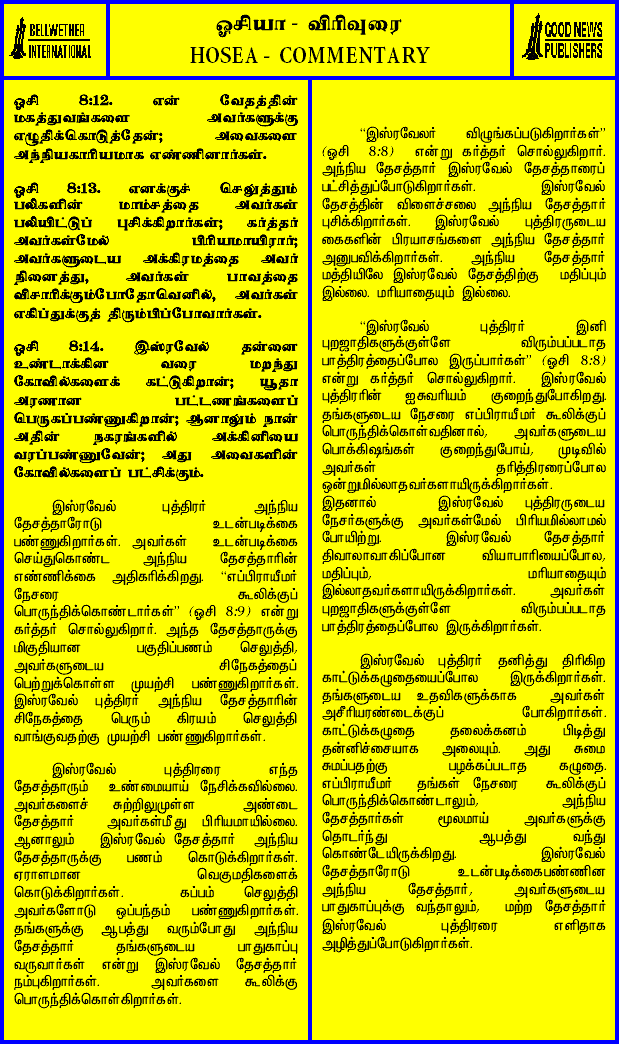 BELLWETHER
INTERNATIONAL
ஓசியா - விரிவுரை
HOSEA - COMMENTARY
GOOD NEWS
PUBLISHERS
ஓசி 8:12. என் வேதத்தின்
மகத்துவங்களை அவர்களுக்கு
எழுதிக்கொடுத்தேன்; அவைகளை
அந்நியகாரியமாக எண்ணினார்கள்.
ஓசி 8:13. எனக்குச் செலுத்தும்
பலிகளின் மாம்சத்தை அவர்கள்
பலியிட்டுப் புசிக்கிறார்கள்; கர்த்தர்
அவர்கள்மேல் பிரியமாயிரார்;
அவர்களுடைய அக்கிரமத்தை அவர்
நினைத்து, அவர்கள் பாவத்தை
விசாரிக்கும்போதோவெனில், அவர்கள்
எகிப்துக்குத் திரும்பிப்போவார்கள்.
ஓசி 8:14. இஸ்ரவேல் தன்னை
உண்டாக்கின வரை மறந்து
கோவில்களைக் கட்டுகிறான்; யூதா
அரணான பட்டணங்களைப்
பெருகப்பண்ணுகிறான்; ஆனாலும் நான்
அதின் நகரங்களில் அக்கினியை
வரப்பண்ணுவேன்; அது அவைகளின்
கோவில்களைப் பட்சிக்கும்.
இஸ்ரவேல் புத்திரர் அந்நிய
தேசத்தாரோடு உடன்படிக்கை
பண்ணுகிறார்கள். அவர்கள் உடன்படிக்கை
செய்துகொண்ட அந்நிய தேசத்தாரின்
எண்ணிக்கை அதிகரிக்கிறது. "எப்பிராயீமர்
நேசரை கூலிக்குப்
பொருந்திக்கொண்டார்கள்" (ஓசி 8:9) என்று
கர்த்தர் சொல்லுகிறார். அந்த தேசத்தாருக்கு
மிகுதியான பகுதிப்பணம் செலுத்தி,
அவர்களுடைய சிநேகத்தைப்
பெற்றுக்கொள்ள முயற்சி பண்ணுகிறார்கள்.
இஸ்ரவேல் புத்திரர் அந்நிய தேசத்தாரின்
சிநேகத்தை பெரும் கிரயம் செலுத்தி
வாங்குவதற்கு முயற்சி பண்ணுகிறார்கள்.
இஸ்ரவேல் புத்திரரை எந்த
தேசத்தாரும் உண்மையாய் நேசிக்கவில்லை.
அவர்களைச் சுற்றிலுமுள்ள அண்டை
தேசத்தார் அவர்கள்மீது பிரியமாயில்லை.
ஆனாலும் இஸ்ரவேல் தேசத்தார் அந்நிய
தேசத்தாருக்கு பணம் கொடுக்கிறார்கள்.
ஏராளமான வெகுமதிகளைக்
கொடுக்கிறார்கள். கப்பம் செலுத்தி
அவர்களோடு ஒப்பந்தம் பண்ணுகிறார்கள்.
தங்களுக்கு ஆபத்து வரும்போது அந்நிய
தேசத்தார் தங்களுடைய பாதுகாப்பு
வருவார்கள் என்று இஸ்ரவேல் தேசத்தார்
நம்புகிறார்கள். அவர்களை கூலிக்கு
பொருந்திக்கொள்கிறார்கள்.
"இஸ்ரவேலர் விழுங்கப்படுகிறார்கள்"
(ஓசி 8:8) என்று கர்த்தர் சொல்லுகிறார்.
அந்நிய தேசத்தார் இஸ்ரவேல் தேசத்தாரைப்
பட்சித்துப்போடுகிறார்கள். இஸ்ரவேல்
தேசத்தின் விளைச்சலை அந்நிய தேசத்தார்
புசிக்கிறார்கள். இஸ்ரவேல் புத்திரருடைய
கைகளின் பிரயாசங்களை அந்நிய தேசத்தார்
அனுபவிக்கிறார்கள். அந்நிய தேசத்தார்
மத்தியிலே இஸ்ரவேல் தேசத்திற்கு மதிப்பும்
இல்லை. மரியாதையும் இல்லை.
"இஸ்ரவேல் புத்திரர் இனி
புறஜாதிகளுக்குள்ளே விரும்பப்படாத
பாத்திரத்தைப்போல இருப்பார்கள்" (ஓசி 8:8)
என்று கர்த்தர் சொல்லுகிறார். இஸ்ரவேல்
புத்திரரின் ஐசுவரியம் குறைந்துபோகிறது.
தங்களுடைய நேசரை எப்பிராயீமர் கூலிக்குப்
பொருந்திக்கொள்வதினால், அவர்களுடைய
பொக்கிஷங்கள் குறைந்துபோய், முடிவில்
அவர்கள் தரித்திரரைப்போல
ஒன்றுமில்லாதவர்களாயிருக்கிறார்கள்.
இதனால் இஸ்ரவேல் புத்திரருடைய
நேசர்களுக்கு அவர்கள்மேல் பிரியமில்லாமல்
போயிற்று. இஸ்ரவேல் தேசத்தார்
திவாலாவாகிப்போன வியாபாரியைப்போல,
மதிப்பும், மரியாதையும்
இல்லாதவர்களாயிருக்கிறார்கள். அவர்கள்
புறஜாதிகளுக்குள்ளே விரும்பப்படாத
பாத்திரத்தைப்போல இருக்கிறார்கள்.
இஸ்ரவேல் புத்திரர் தனித்து திரிகிற
காட்டுக்கழுதையைப்போல இருக்கிறார்கள்.
தங்களுடைய உதவிகளுக்காக அவர்கள்
அசீரியரண்டைக்குப் போகிறார்கள்.
காட்டுக்கழுதை தலைக்கனம் பிடித்து
தன்னிச்சையாக அலையும். அது சுமை
சுமப்பதற்கு பழக்கப்படாத கழுதை.
எப்பிராயீமர் தங்கள் நேசரை கூலிக்குப்
பொருந்திக்கொண்டாலும், அந்நிய
தேசத்தார்கள் மூலமாய் அவர்களுக்கு
தொடர்ந்து ஆபத்து வந்து
கொண்டேயிருக்கிறது. இஸ்ரவேல்
தேசத்தாரோடு உடன்படிக்கைபண்ணின
அந்நிய தேசத்தார், அவர்களுடைய
பாதுகாப்புக்கு வந்தாலும், மற்ற தேசத்தார்
இஸ்ரவேல் புத்திரரை எளிதாக
அழித்துப்போடுகிறார்கள்.